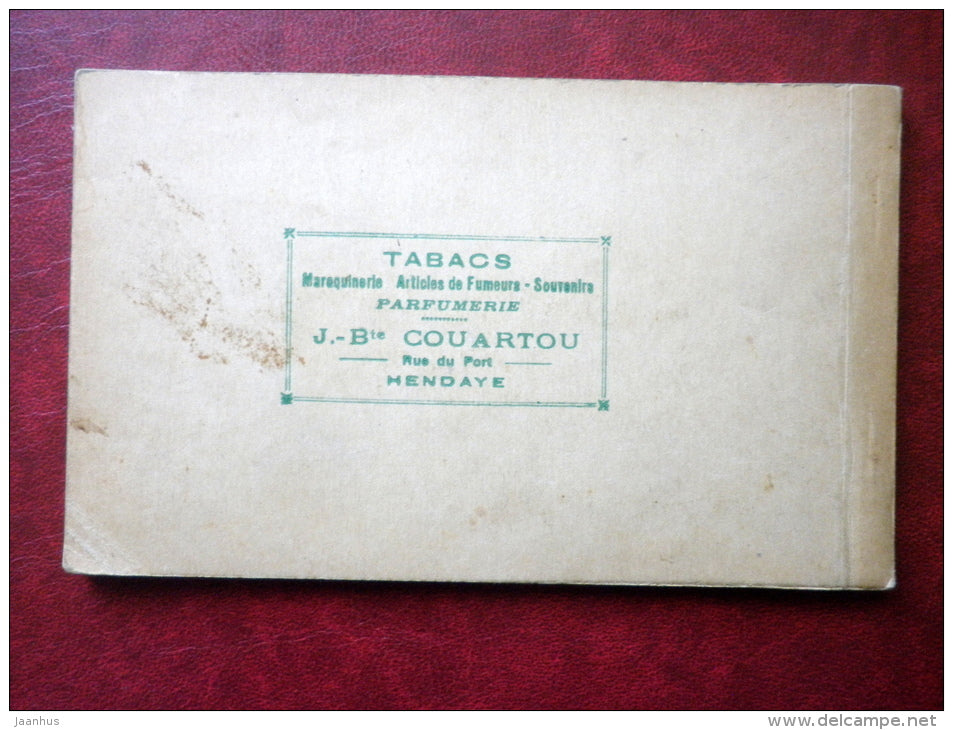 TABACS
Maroquinerie Articles de Fumeurs - Souvenirs
PARFUMERIE
J.-Bte COUARTOU
Rue du Port
HENDAYE
Jaanhus
www.delcampe.net